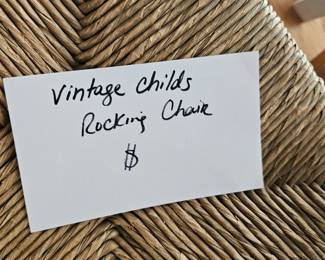 Vintage Childs
Rocking Chair
$